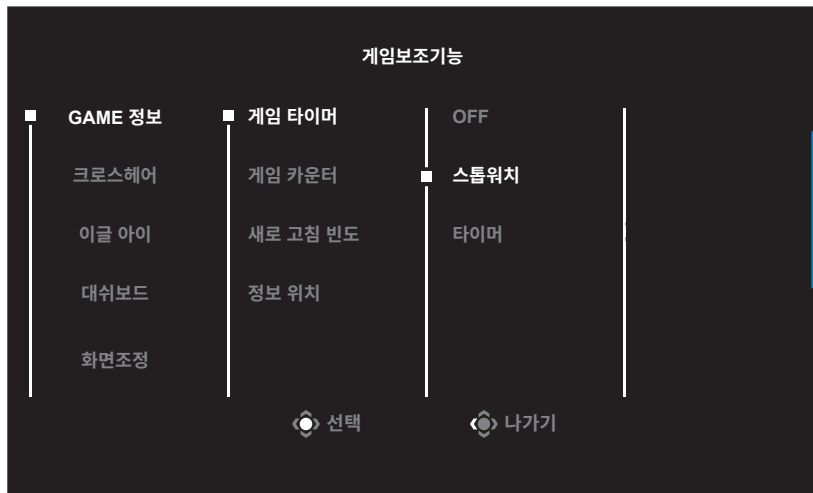 게임보조기능
GAME 정보 게임 타이머 OFF
크로스헤어 게임 카운터 스톱워치
이글 아이 새로 고침 빈도 타이머
대쉬보드 정보 위치
화면조정
선택 나가기